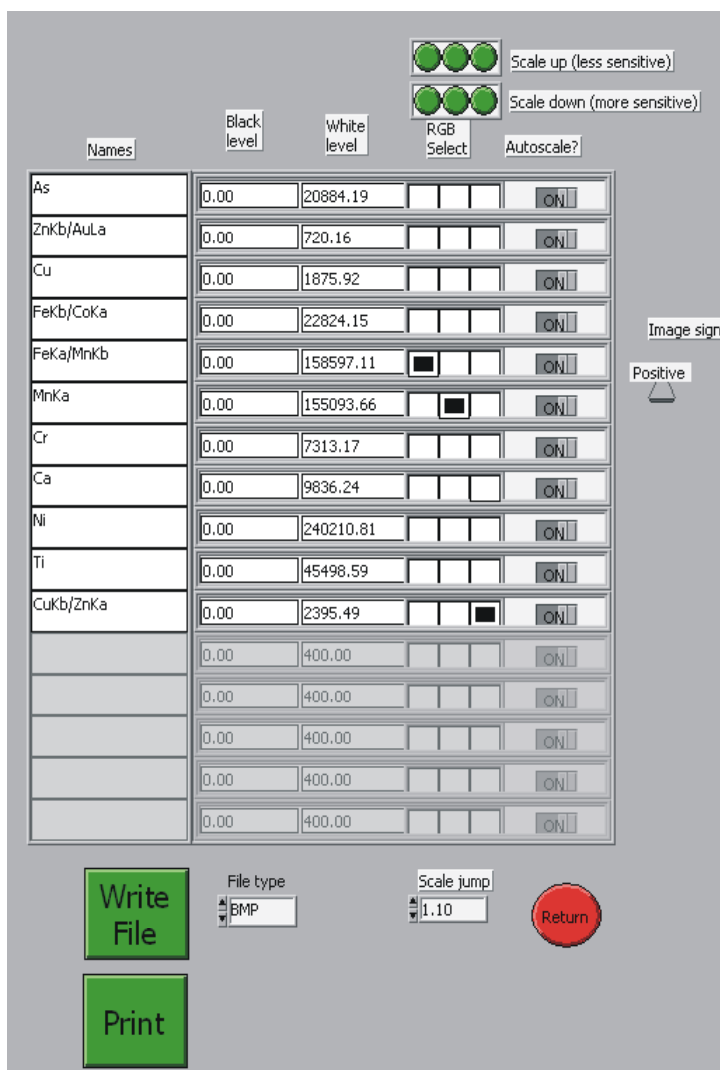 Scale up (less sensitive)
Scale down (more sensitive)
Names
Black level
White level
RGB Select
Autoscale?
As 0.00 20884.19 ON
ZnKb/AuLa 0.00 720.16 ON
Cu 0.00 1875.92 ON
FeKb/CoKa 0.00 22824.15 ON
FeKa/MnKb 0.00 158597.11 ON
MnKa 0.00 155093.66 ON
Cr 0.00 7313.17 ON
Ca 0.00 9836.24 ON
Ni 0.00 240210.81 ON
Ti 0.00 45498.59 ON
CuKb/ZnKa 0.00 2395.49 ON
0.00 400.00 ON
0.00 400.00 ON
0.00 400.00 ON
0.00 400.00 ON
0.00 400.00 ON
Image sign
Positive
Write
File
File type
BMP
Scale jump
1.10
Return
Print